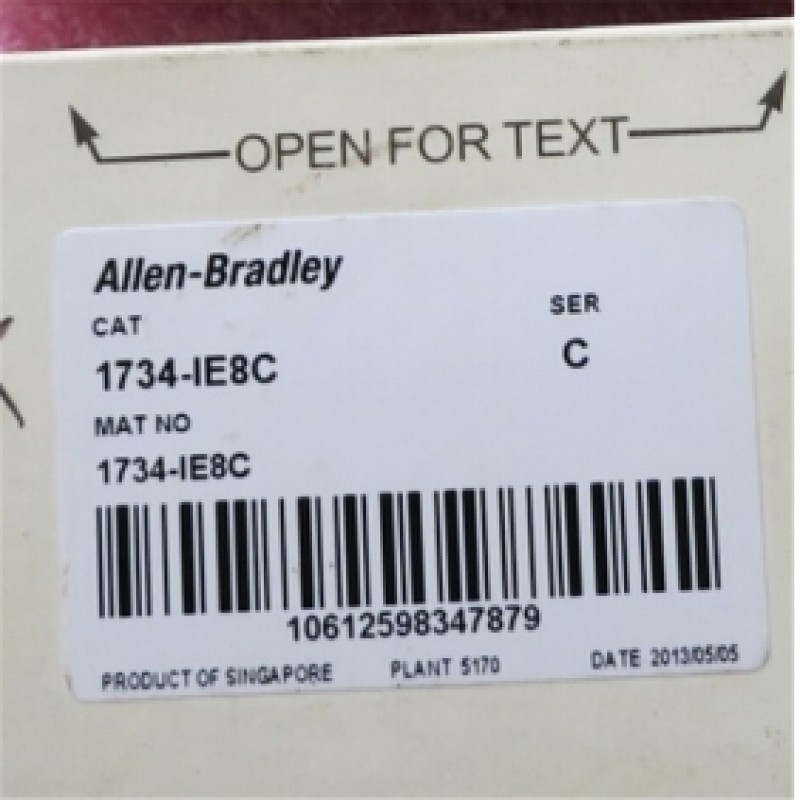 OPEN FOR TEXT
Allen-Bradley
CAT
SER
1734-IE8C
C
MAT NO
1734-IE8C
10612598347879
PRODUCT OF SINGAPORE PLANT 5170 DATE 2013/05/05